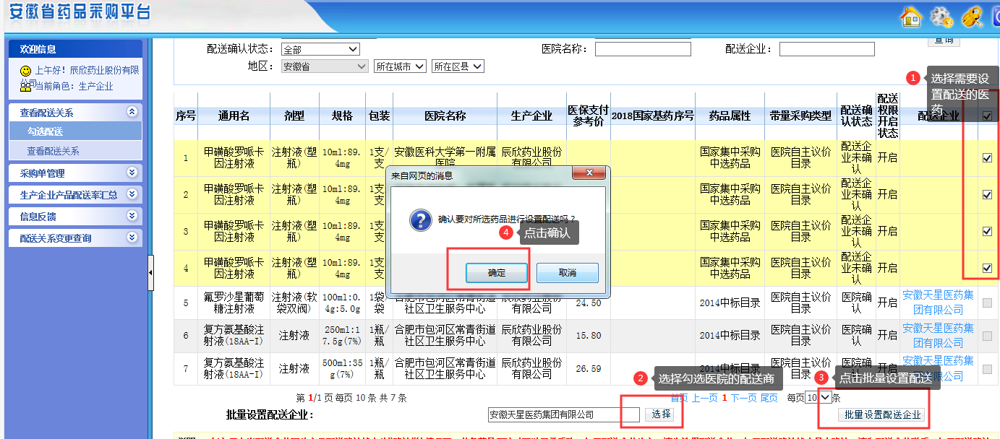 安徽省药品采购平台
欢迎信息
上午好！辰欣药业股份有限
公司
当前角色：生产企业
查看配送关系
勾选配送
查看配送关系
采购单管理
生产企业产品配送率汇总
信息反馈
配送关系变更查询
配送确认状态： 全部 医院名称： 配送企业： 查询
地区： 安徽省 所在城市 所在区县
1 选择需要设
置配送的医
药
序号 通用名 剂型 规格 包装 医院名称 生产企业 医保支付
参考价 2018国家基药序号 药品属性 带量采购类型 配送确
认状态 配送
权限
开启
状态 配送企业
1 甲磺酸罗哌卡
因注射液 注射液(塑
瓶) 10ml:89.
4mg 1支/
支 安徽医科大学第一附属
医院 辰欣药业股份
有限公司 国家集中采购
中选药品 医院自主议价
目录 配送企
业未确
认 开启
2 甲磺酸罗哌卡
因注射液 注射液(塑
瓶) 10ml:89.
4mg 1支
支 国家集中采购
中选药品 医院自主议价
目录 配送企
业未确
认 开启
3 甲磺酸罗哌卡
因注射液 注射液(塑
瓶) 10ml:89.
4mg 1支
支 国家集中采购
中选药品 医院自主议价
目录 配送企
业未确
认 开启
4 甲磺酸罗哌卡
因注射液 注射液(塑
瓶) 10ml:89.
4mg 1支
支 国家集中采购
中选药品 医院自主议价
目录 配送企
业未确
认 开启
来自网页的消息
确认要对所选药品进行设置配送吗？
4 点击确认
确定 取消
5 氟罗沙星葡萄
糖注射液 注射液(软
袋双阀) 100ml:0.
4g:5.0g 1袋
袋 合肥市包河区常青街道
社区卫生服务中心 辰欣药业股份
有限公司 24.50 2014中标目录 医院自主议价
目录 医院确
认 开启 安徽天星医药集
团有限公司
6 复方氨基酸注
射液(18AA-I) 注射液 250ml:1
7.5g(7%) 1瓶/
瓶 合肥市包河区常青街道
社区卫生服务中心 辰欣药业股份
有限公司 15.80 2014中标目录 医院自主议价
目录 医院确
认 开启 安徽天星医药集
团有限公司
7 复方氨基酸注
射液(18AA-I) 注射液 500ml:35
g(7%) 1瓶/
瓶 合肥市包河区常青街道
社区卫生服务中心 辰欣药业股份
有限公司 26.59 2014中标目录 医院自主议价
目录 医院确
认 开启 安徽天星医药集
团有限公司
2 选择勾选医院的配送商
3 点击批量设置配送
第 1/1 页 每页 10 条 共 7 条 首页 上一页 1 下一页 尾页 每页 10 条
批量设置配送企业： 安徽天星医药集团有限公司 选择 批量设置配送企业